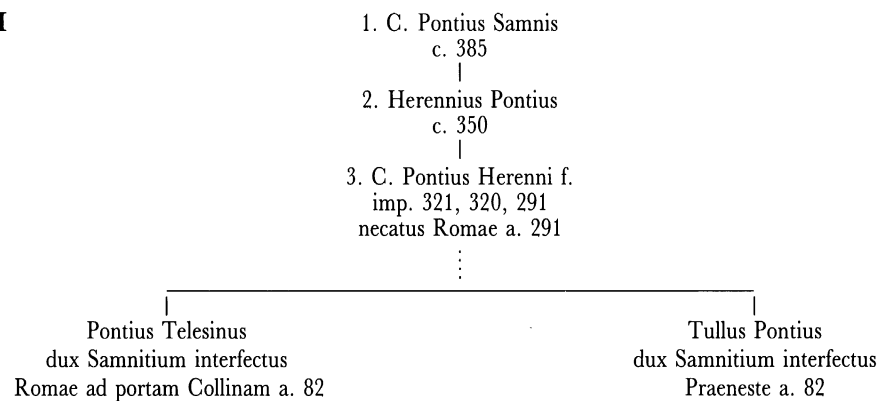 1. C. Pontius Samnis
c. 385
2. Herennius Pontius
c. 350
3. C. Pontius Herenni f.
imp. 321, 320, 291
necatus Romae a. 291
Pontius Telesinus
dux Samnitium interfectus
Romae ad portam Collinam a. 82
Tullus Pontius
dux Samnitium interfectus
Praeneste a. 82